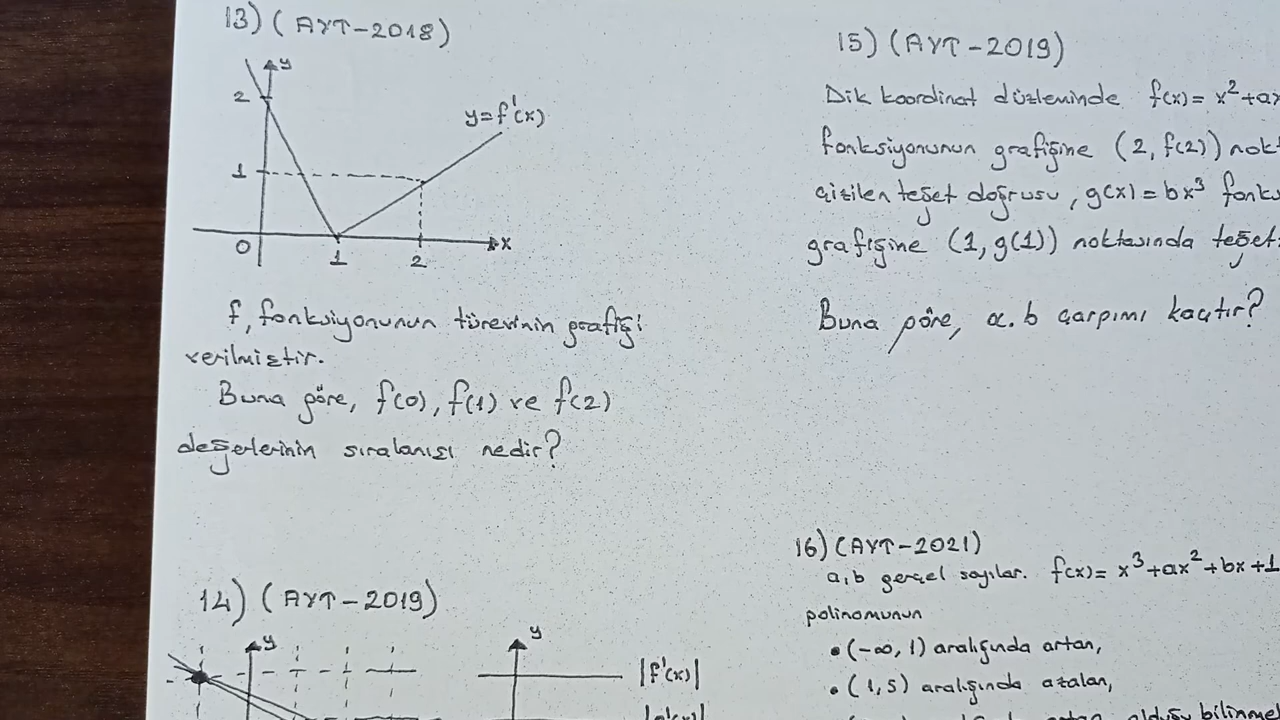 13) (AYT-2018)
y
2
y=f'(x)
1
0
1
2
x
f, fonksiyonunun türevinin grafiği
verilmiştir.
Buna göre, f(0), f(1) ve f(2)
değerlerinin sıralanışı nedir?
14) (AYT-2019)
y
y
|f'(x)|
15) (AYT-2019)
Dik koordinat düzleminde f(x)= x²+ax
fonksiyonunun grafiğine (2, f(2))
çizilen teğet doğrusu, g(x)=bx³
grafiğine (1, g(1)) noktasında teğet
Buna göre, a.b çarpımı kaçtır?
16) (AYT-2021)
a,b gerçel sayılar. f(x)= x³+ax²+bx+1
polinomunun
• (-∞, 1) aralığında artan,
• (1,5) aralığında azalan,